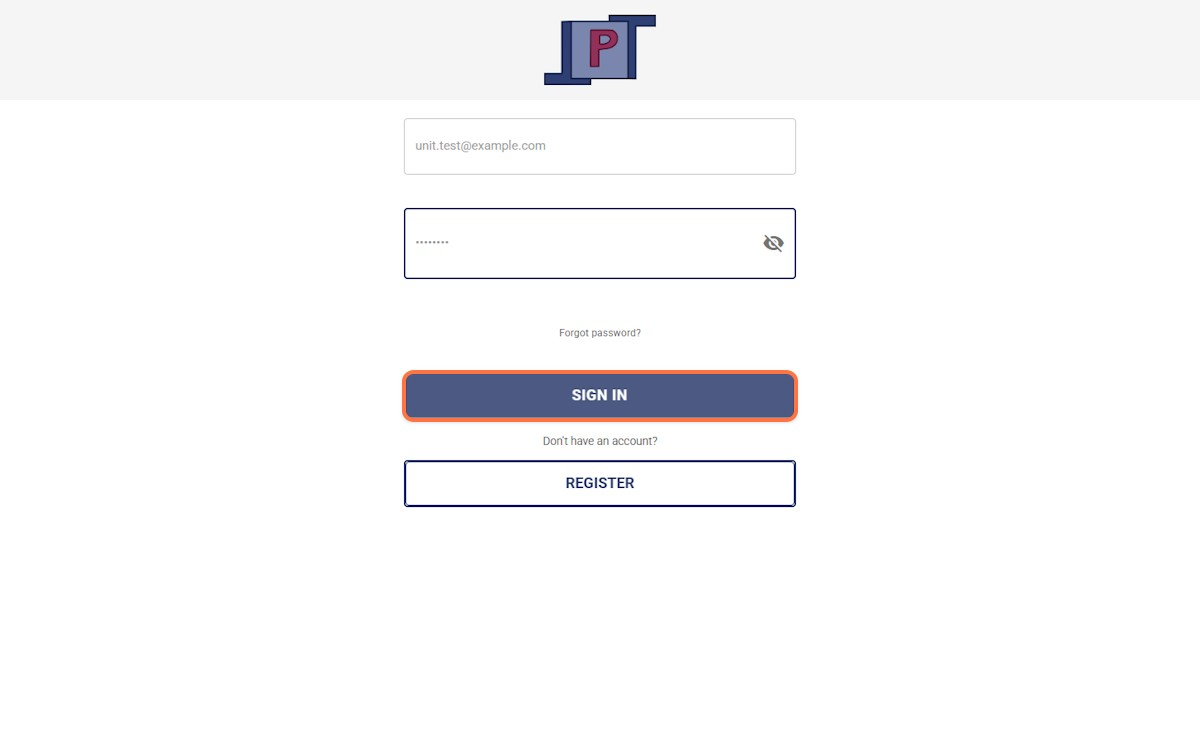 P
unit.test@example.com
••••••••
Forgot password?
SIGN IN
Don't have an account?
REGISTER